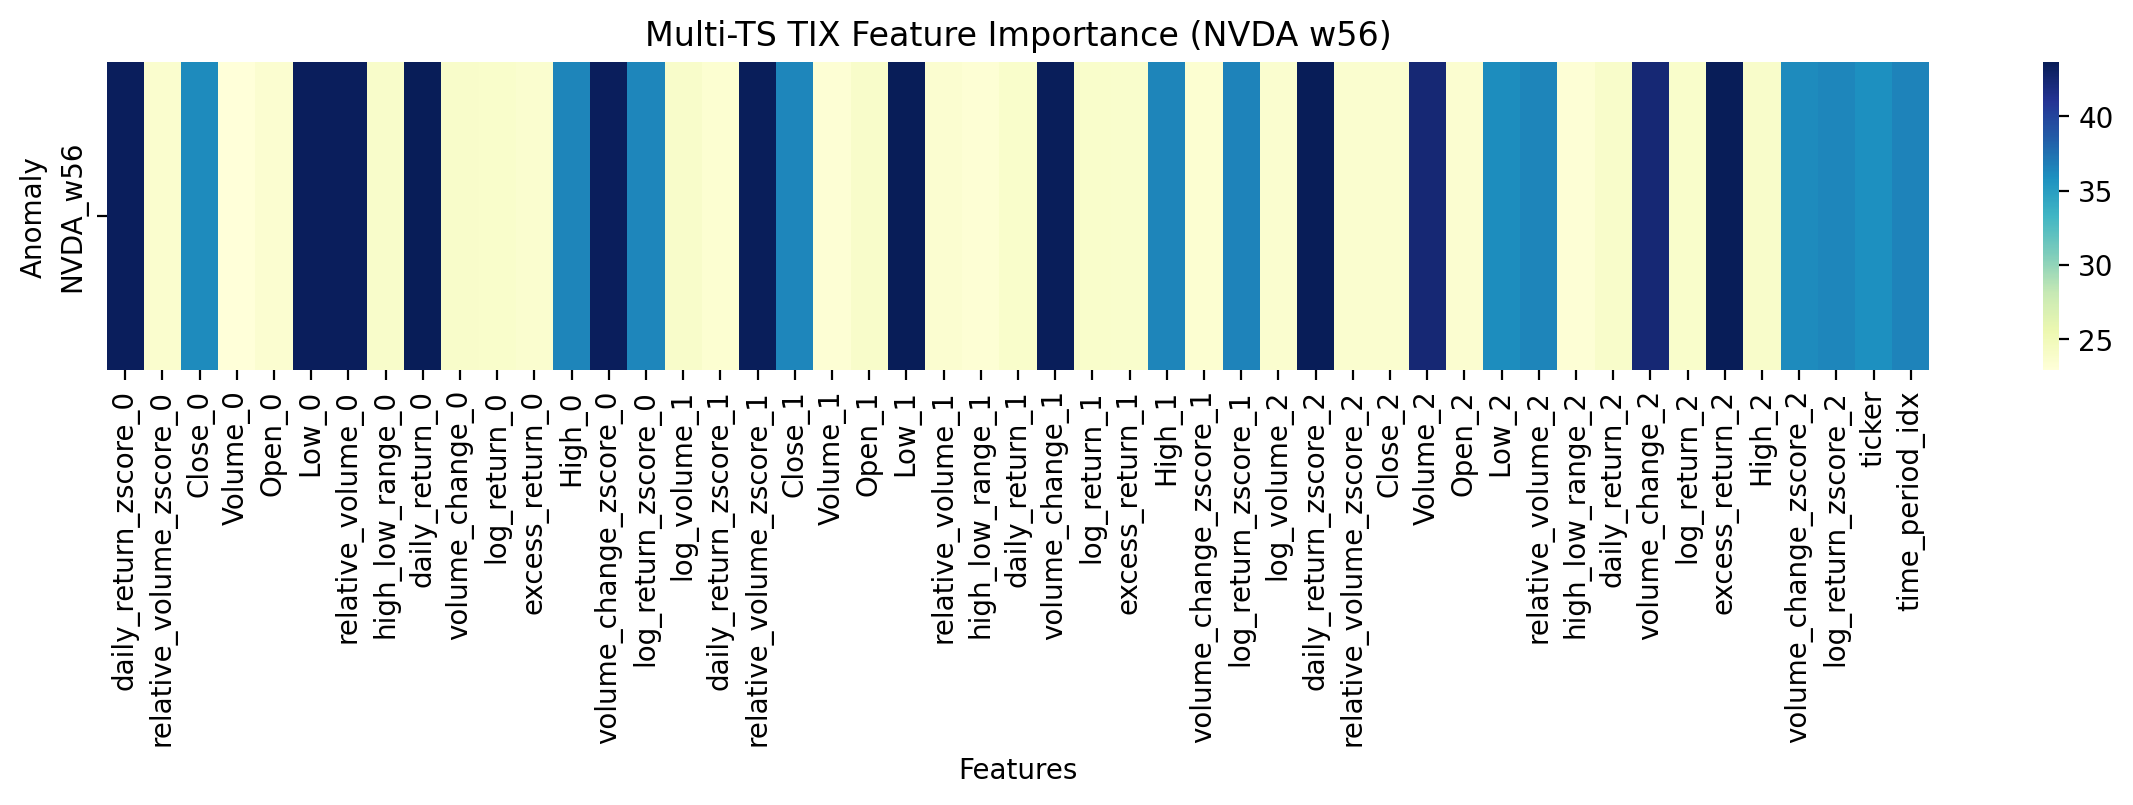 Multi-TS TIX Feature Importance (NVDA w56)
Anomaly
NVDA_w56
40
35
30
25
daily_return_zscore_0
relative_volume_zscore_0
Close_0
Volume_0
Open_0
Low_0
relative_volume_0
high_low_range_0
daily_return_0
volume_change_0
log_return_0
excess_return_0
High_0
volume_change_zscore_0
log_return_zscore_0
log_volume_1
daily_return_zscore_1
relative_volume_zscore_1
Close_1
Volume_1
Open_1
Low_1
relative_volume_1
high_low_range_1
daily_return_1
volume_change_1
log_return_1
excess_return_1
High_1
volume_change_zscore_1
log_return_zscore_1
log_volume_2
daily_return_zscore_2
relative_volume_zscore_2
Close_2
Volume_2
Open_2
Low_2
relative_volume_2
high_low_range_2
daily_return_2
volume_change_2
log_return_2
excess_return_2
High_2
volume_change_zscore_2
log_return_zscore_2
ticker
time_period_idx
Features